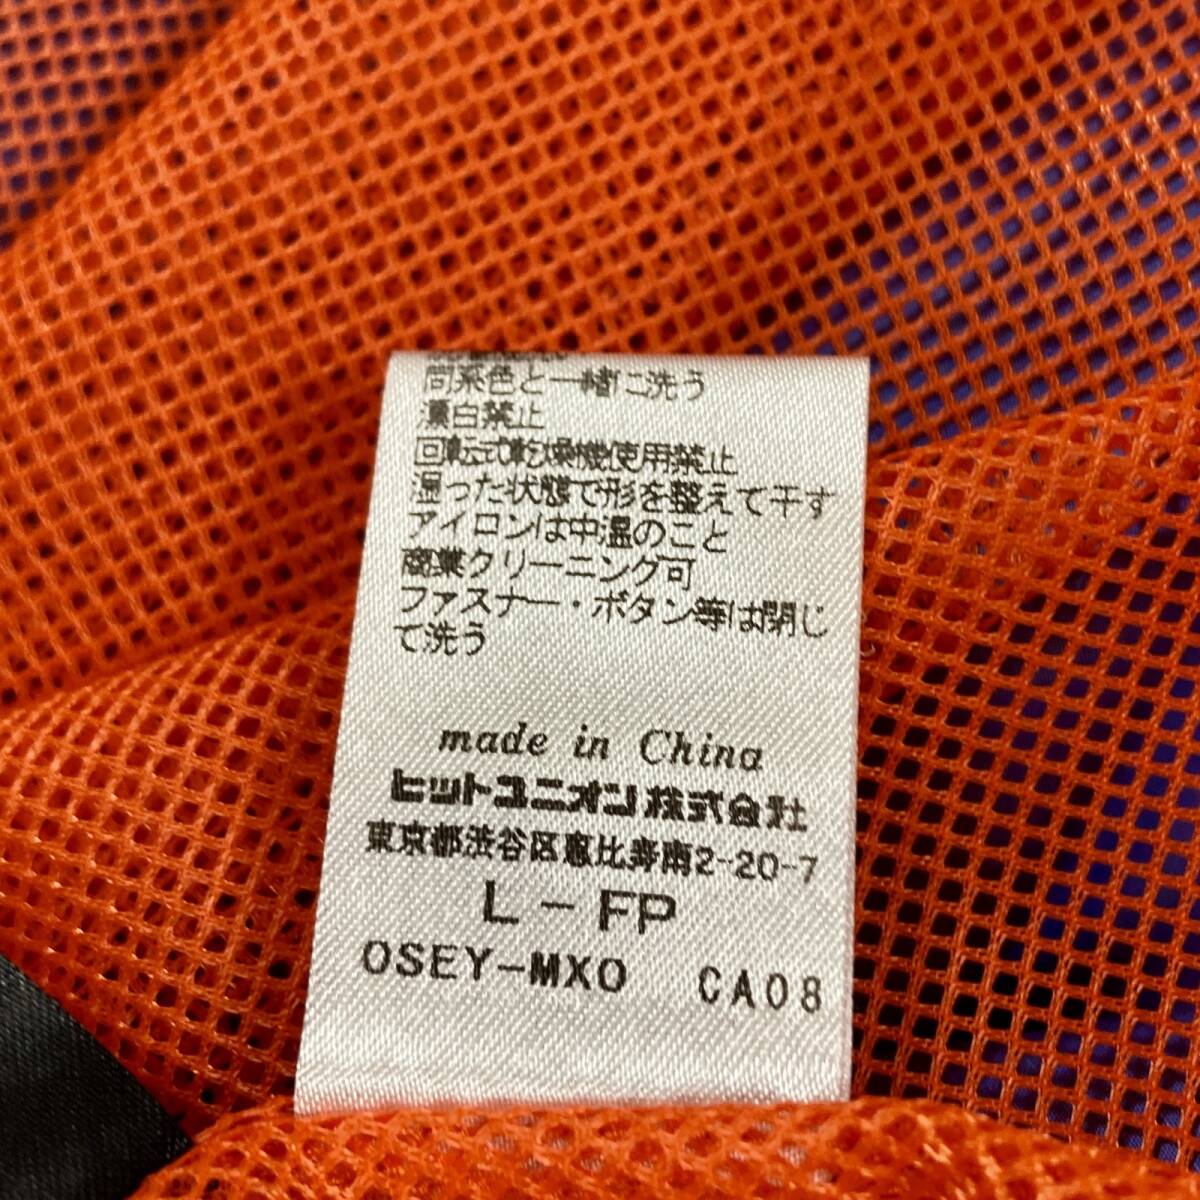 同系色と一緒に洗う
漂白禁止
回転式乾燥機使用禁止
湿った状態で形を整えて干す
アイロンは中温のこと
商業クリーニング可
ファスナー・ボタン等は閉じ
て洗う
made in China
ヒットユニオン株式会社
東京都渋谷区恵比寿南2-20-7
L-FP
OSEY-MXO CA08